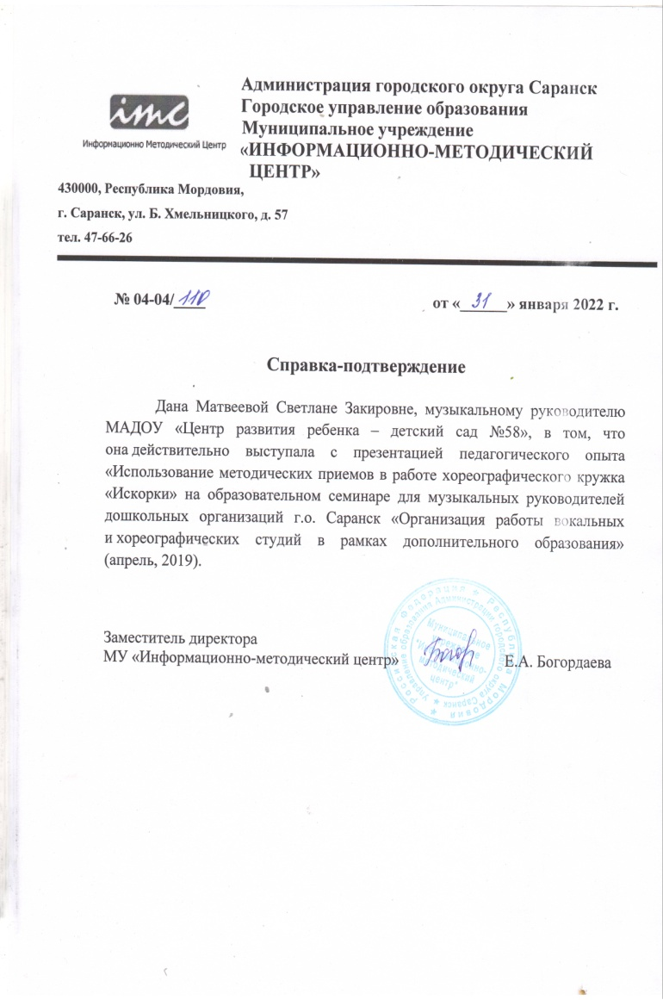 Администрация городского округа Саранск
Городское управление образования
Муниципальное учреждение
«ИНФОРМАЦИОННО-МЕТОДИЧЕСКИЙ
ЦЕНТР»
imc
Информационно Методический Центр
430000, Республика Мордовия,
г. Саранск, ул. Б. Хмельницкого, д. 57
тел. 47-66-26
№ 04-04/110 от «31» января 2022 г.
Справка-подтверждение
Дана Матвеевой Светлане Закировне, музыкальному руководителю
МАДОУ «Центр развития ребенка – детский сад №58», в том, что
она действительно выступала с презентацией педагогического опыта
«Использование методических приемов в работе хореографического кружка
«Искорки» на образовательном семинаре для музыкальных руководителей
дошкольных организаций г.о. Саранск «Организация работы вокальных
и хореографических студий в рамках дополнительного образования»
(апрель, 2019).
Заместитель директора
МУ «Информационно-методический центр» Е.А. Богордаева
Российская Федерация ★ Республика Мордовия ★
Управление образования Администрации городского округа Саранск ★
Муниципальное
учреждение
"Информационно-
методический
центр"